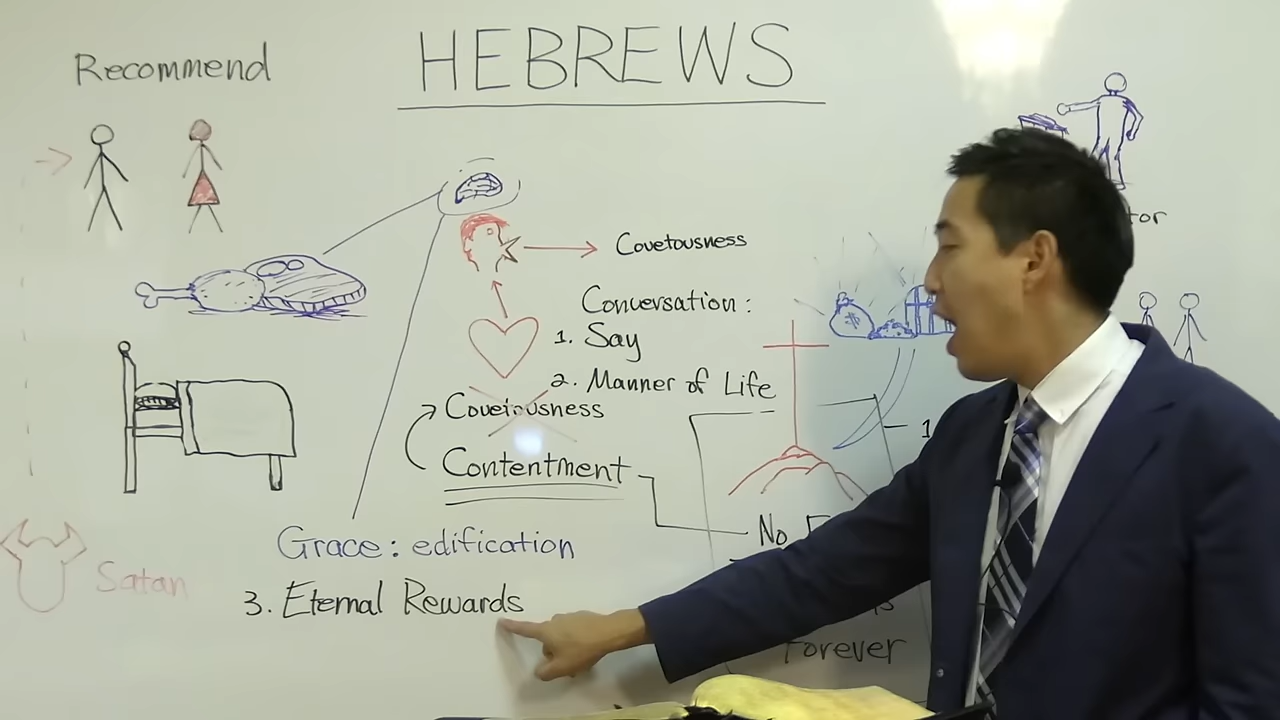 HEBREWS
Recommend
Covetousness
Conversation:
1. Say
2. Manner of Life
Covetousness
Contentment
Grace: edification
3. Eternal Rewards
Satan
No
Forever
1
$